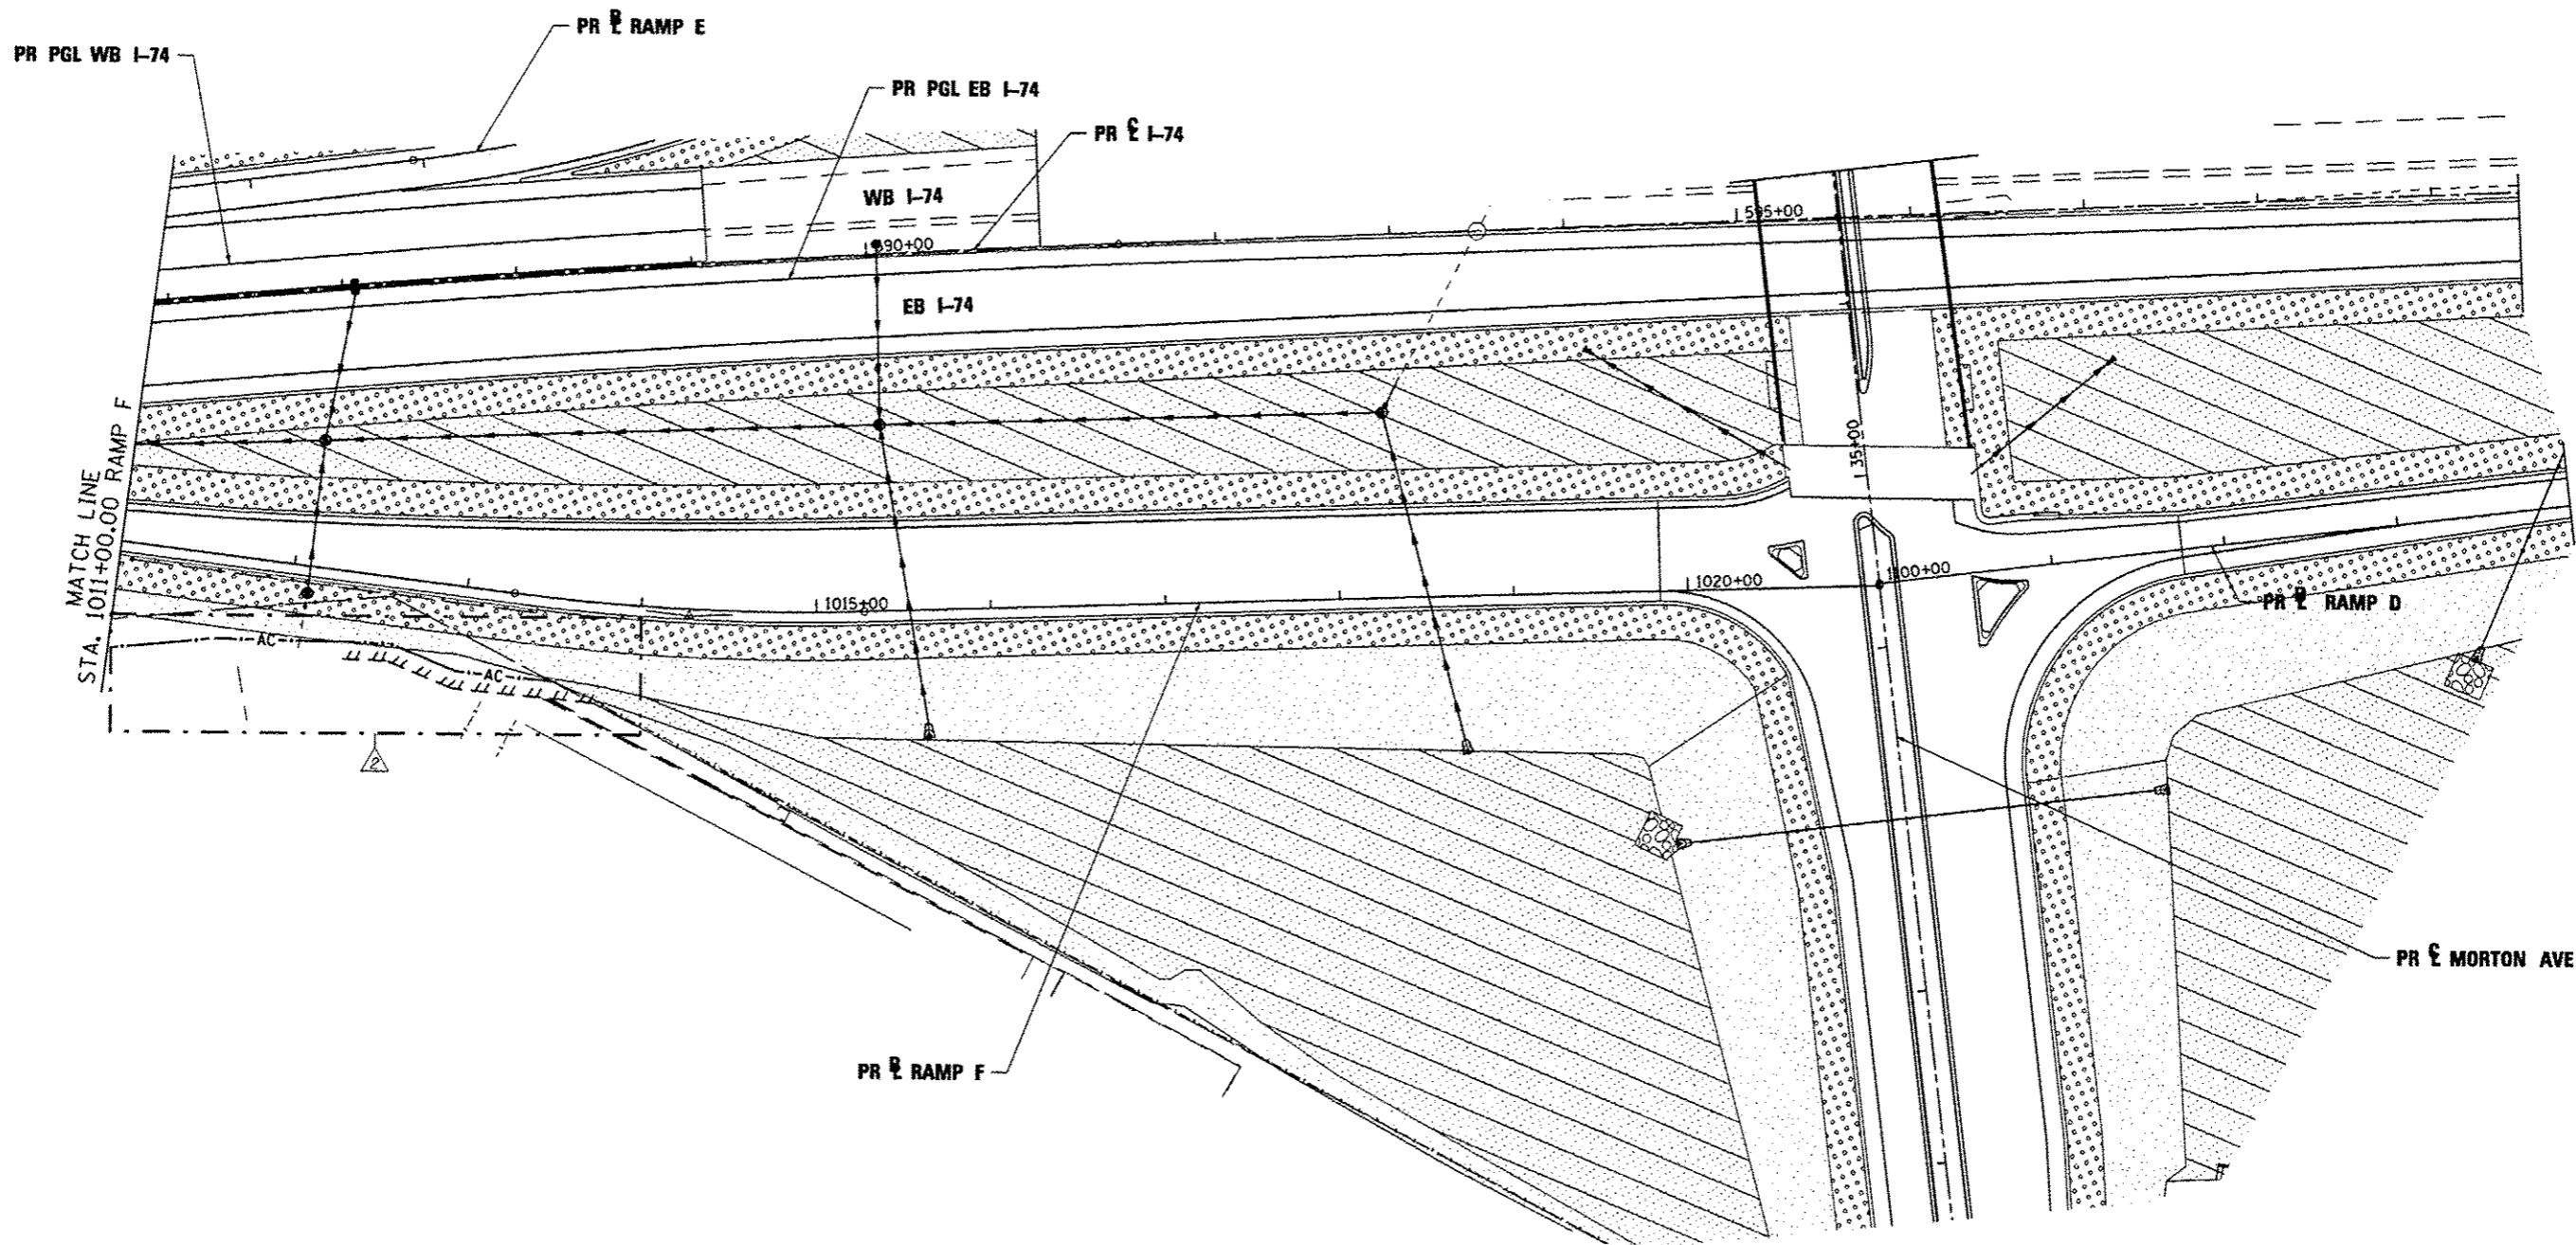 PR ⅊ RAMP E
PR PGL WB I-74
PR PGL EB I-74
PR ℄ I-74
WB I-74
595+00
90+00
EB I-74
MATCH LINE
STA. 1011+00.00 RAMP F
35+00
1020+00
1100+00
1015+00
PR ⅊ RAMP D
AC
AC
2
PR ℄ MORTON AVE
PR ⅊ RAMP F